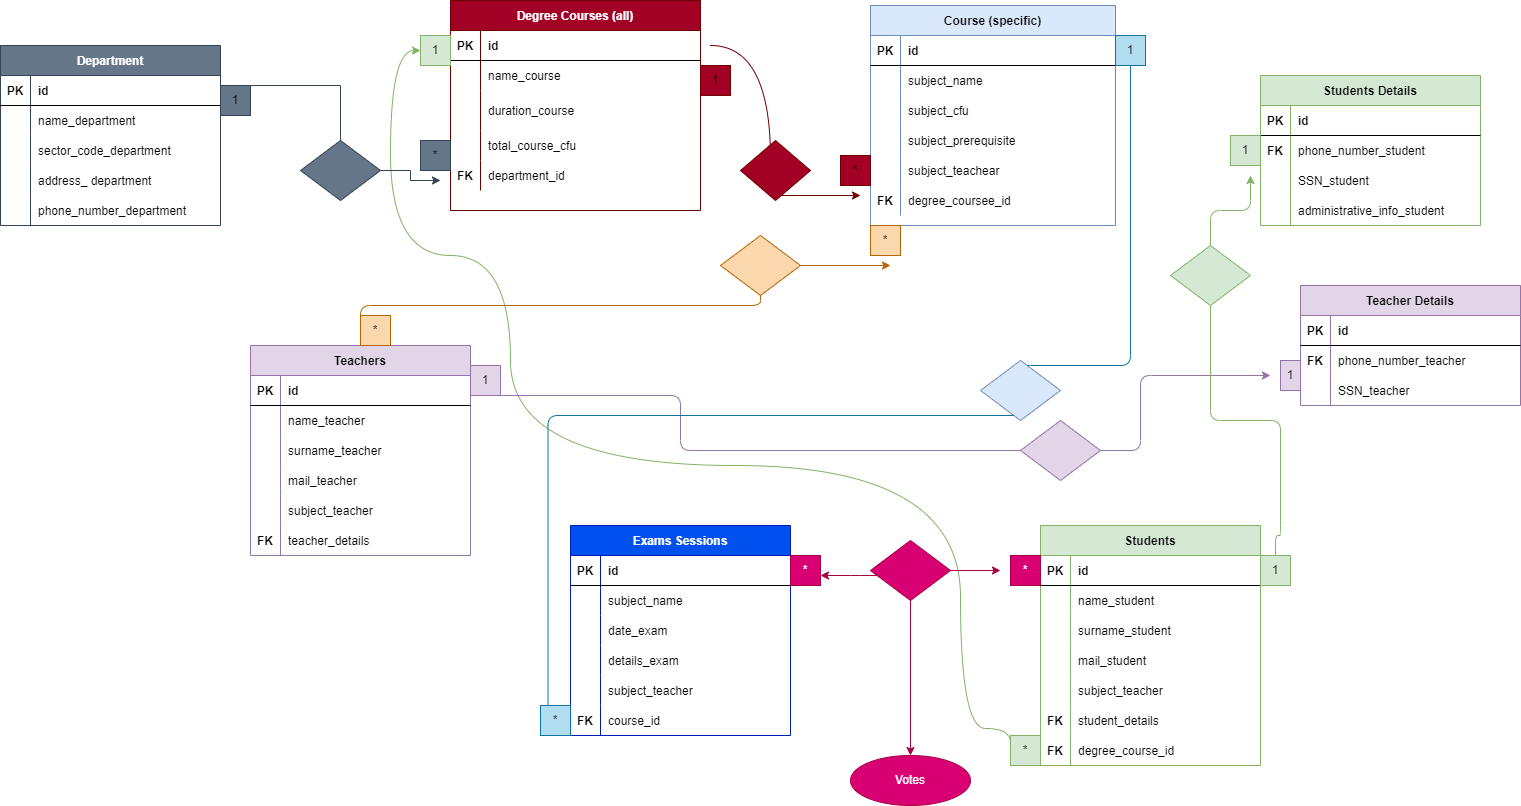 Department
PK id
name_department
sector_code_department
address_ department
phone_number_department
1
*
Degree Courses (all)
1
PK id
name_course
duration_course
total_course_cfu
FK department_id
1
*
Course (specific)
PK id
1
subject_name
subject_cfu
subject_prerequisite
subject_teachear
FK degree_coursee_id
*
*
Students Details
PK id
1
FK phone_number_student
SSN_student
administrative_info_student
Teacher Details
PK id
1
FK phone_number_teacher
SSN_teacher
Teachers
PK id
1
name_teacher
surname_teacher
mail_teacher
subject_teacher
FK teacher_details
Exams Sessions
PK id
*
subject_name
date_exam
details_exam
subject_teacher
*
FK course_id
Students
*
PK id
1
name_student
surname_student
mail_student
subject_teacher
FK student_details
*
FK degree_course_id
Votes